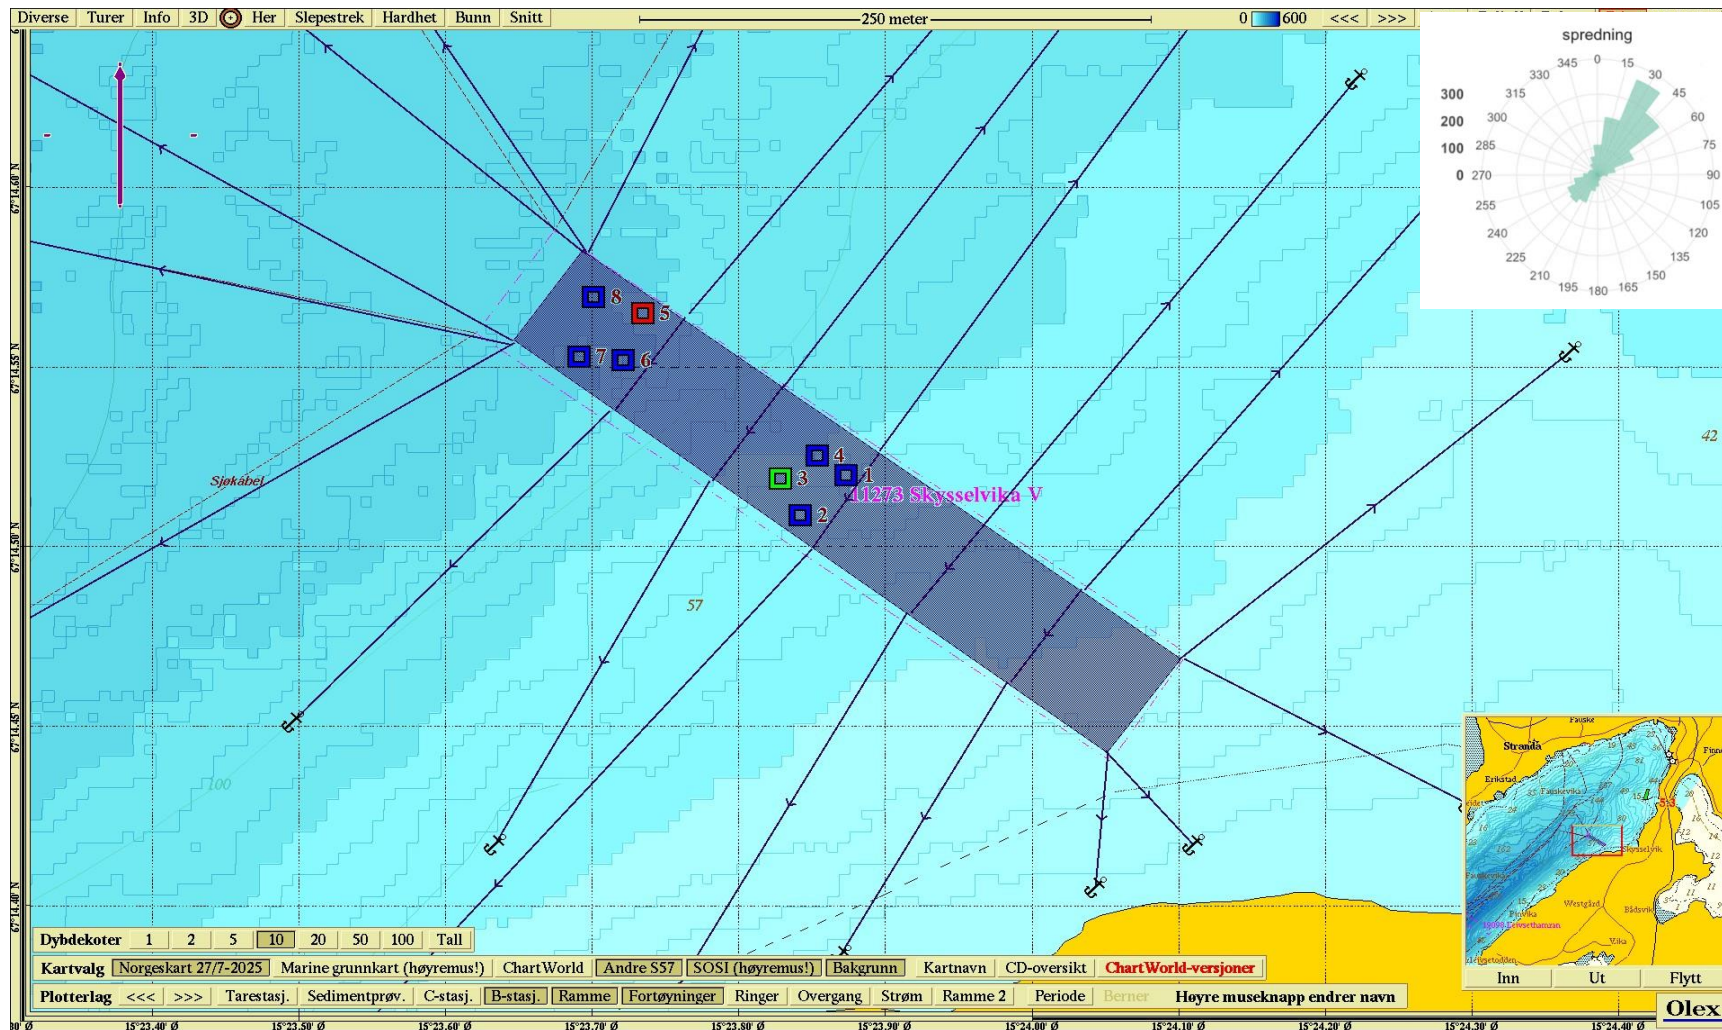 Diverse Turer Info 3D Her Slepestrek Hardhet Bunn Snitt 250 meter 0 600 <<< >>>
spredning
0
345 15
330 30
315 45
300 60
285 75
270 90
255 105
240 120
225 135
210 150
195 180 165
300
200
100
0
67°14.60' N
67°14.55' N
67°14.50' N
67°14.45' N
67°14.40' N
8
5
7
6
4
3
1
2
11273 Skysselvika V
Sjøkabel
57
100
42
Fauske
Stranda
Finne
Erikstad
Fauskevika
Skysselvik
Westgård
Bådsvik
Pinvika
Vika
Inn Ut Flytt
Olex
Dybdekoter 1 2 5 10 20 50 100 Tall
Kartvalg Norgeskart 27/7-2025 Marine grunnkart (høyremus!) ChartWorld Andre S57 SOSI (høyremus!) Bakgrunn Kartnavn CD-oversikt ChartWorld-versjoner
Plotterlag <<< >>> Tarestasj. Sedimentprøv. C-stasj. B-stasj. Ramme Fortøyninger Ringer Overgang Strøm Ramme 2 Periode Berner Høyre museknapp endrer navn
15°23.40' Ø 15°23.50' Ø 15°23.60' Ø 15°23.70' Ø 15°23.80' Ø 15°23.90' Ø 15°24.00' Ø 15°24.10' Ø 15°24.20' Ø 15°24.30' Ø 15°24.40' Ø